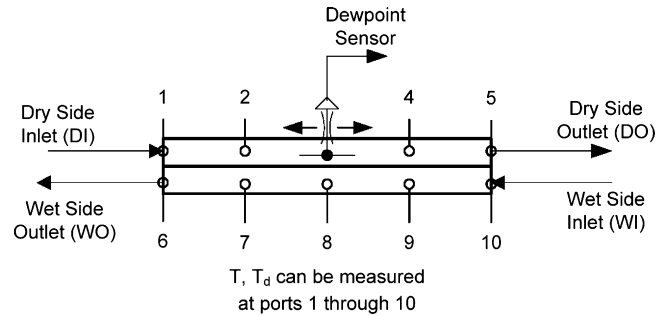 Dewpoint
Sensor
1
2
4
5
Dry Side
Inlet (DI)
Dry Side
Outlet (DO)
Wet Side
Outlet (WO)
Wet Side
Inlet (WI)
6
7
8
9
10
T, Td can be measured
at ports 1 through 10